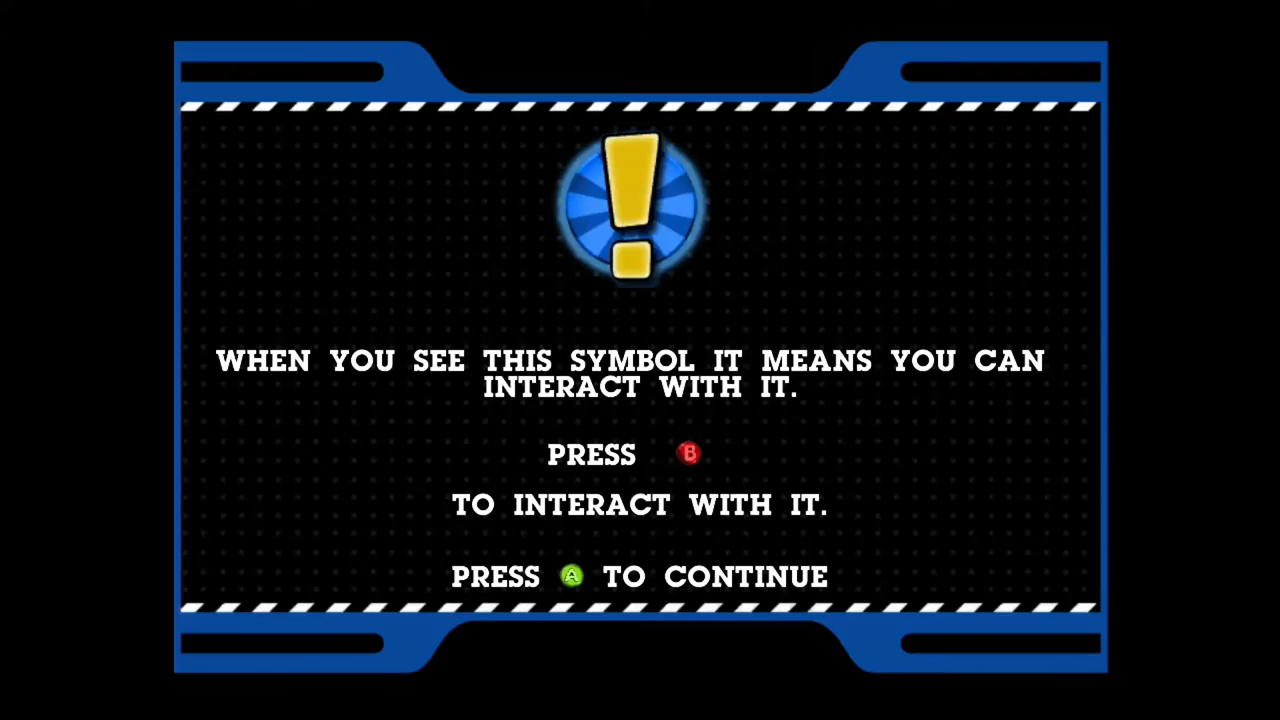 WHEN YOU SEE THIS SYMBOL IT MEANS YOU CAN
INTERACT WITH IT.
PRESS B
TO INTERACT WITH IT.
PRESS A TO CONTINUE